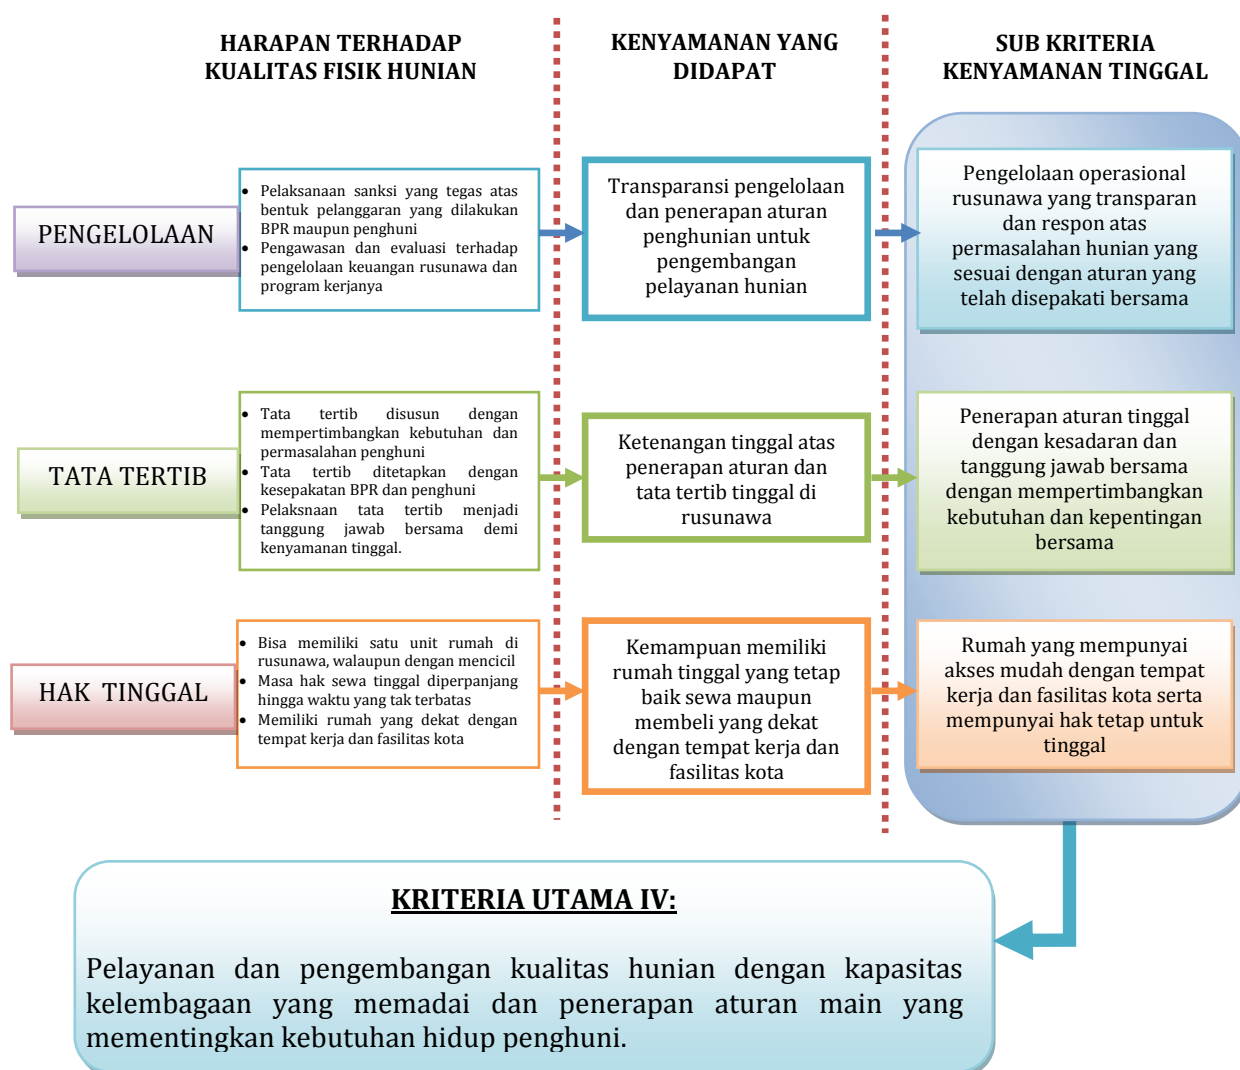 HARAPAN TERHADAP
KUALITAS FISIK HUNIAN
KENYAMANAN YANG
DIDAPAT
SUB KRITERIA
KENYAMANAN TINGGAL
PENGELOLAAN
• Pelaksanaan sanksi yang tegas atas
bentuk pelanggaran yang dilakukan
BPR maupun penghuni
• Pengawasan dan evaluasi terhadap
pengelolaan keuangan rusunawa dan
program kerjanya
Transparansi pengelolaan
dan penerapan aturan
penghunian untuk
pengembangan
pelayanan hunian
Pengelolaan operasional
rusunawa yang transparan
dan respon atas
permasalahan hunian yang
sesuai dengan aturan yang
telah disepakati bersama
TATA TERTIB
• Tata tertib disusun dengan
mempertimbangkan kebutuhan dan
permasalahan penghuni
• Tata tertib ditetapkan dengan
kesepakatan BPR dan penghuni
• Pelaksnaan tata tertib menjadi
tanggung jawab bersama demi
kenyamanan tinggal.
Ketenangan tinggal atas
penerapan aturan dan
tata tertib tinggal di
rusunawa
Penerapan aturan tinggal
dengan kesadaran dan
tanggung jawab bersama
dengan mempertimbangkan
kebutuhan dan kepentingan
bersama
HAK TINGGAL
• Bisa memiliki satu unit rumah di
rusunawa, walaupun dengan mencicil
• Masa hak sewa tinggal diperpanjang
hingga waktu yang tak terbatas
• Memiliki rumah yang dekat dengan
tempat kerja dan fasilitas kota
Kemampuan memiliki
rumah tinggal yang tetap
baik sewa maupun
membeli yang dekat
dengan tempat kerja dan
fasilitas kota
Rumah yang mempunyai
akses mudah dengan tempat
kerja dan fasilitas kota serta
mempunyai hak tetap untuk
tinggal
KRITERIA UTAMA IV:
Pelayanan dan pengembangan kualitas hunian dengan kapasitas
kelembagaan yang memadai dan penerapan aturan main yang
mementingkan kebutuhan hidup penghuni.